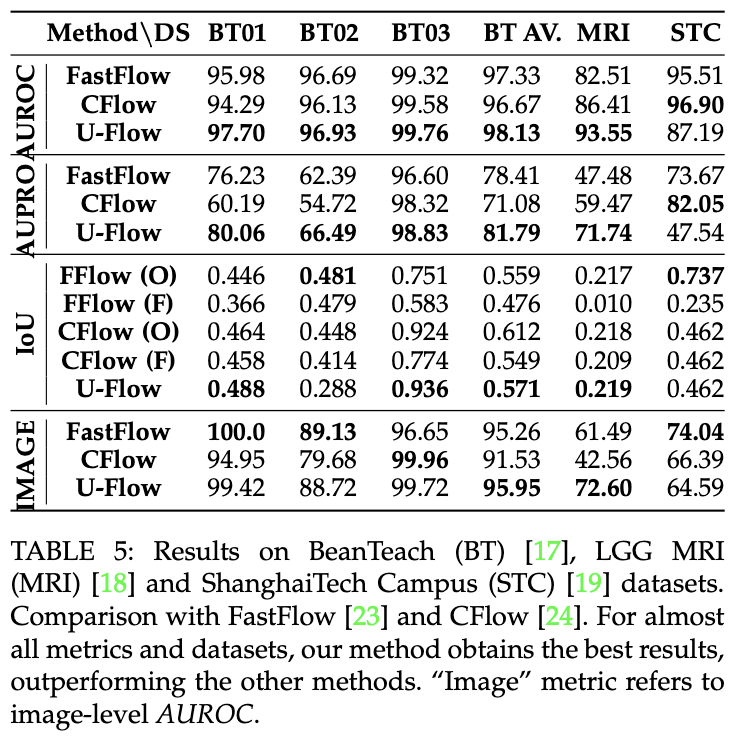 Method\DS BT01 BT02 BT03 BT AV. MRI STC
AUROC
FastFlow 95.98 96.69 99.32 97.33 82.51 95.51
CFlow 94.29 96.13 99.58 96.67 86.41 96.90
U-Flow 97.70 96.93 99.76 98.13 93.55 87.19
AUPRO
FastFlow 76.23 62.39 96.60 78.41 47.48 73.67
CFlow 60.19 54.72 98.32 71.08 59.47 82.05
U-Flow 80.06 66.49 98.83 81.79 71.74 47.54
IoU
FFlow (O) 0.446 0.481 0.751 0.559 0.217 0.737
FFlow (F) 0.366 0.479 0.583 0.476 0.010 0.235
CFlow (O) 0.464 0.448 0.924 0.612 0.218 0.462
CFlow (F) 0.458 0.414 0.774 0.549 0.209 0.462
U-Flow 0.488 0.288 0.936 0.571 0.219 0.462
IMAGE
FastFlow 100.0 89.13 96.65 95.26 61.49 74.04
CFlow 94.95 79.68 99.96 91.53 42.56 66.39
U-Flow 99.42 88.72 99.72 95.95 72.60 64.59
TABLE 5: Results on BeanTeach (BT) [17], LGG MRI
(MRI) [18] and ShanghaiTech Campus (STC) [19] datasets.
Comparison with FastFlow [23] and CFlow [24]. For almost
all metrics and datasets, our method obtains the best results,
outperforming the other methods. “Image” metric refers to
image-level AUROC.